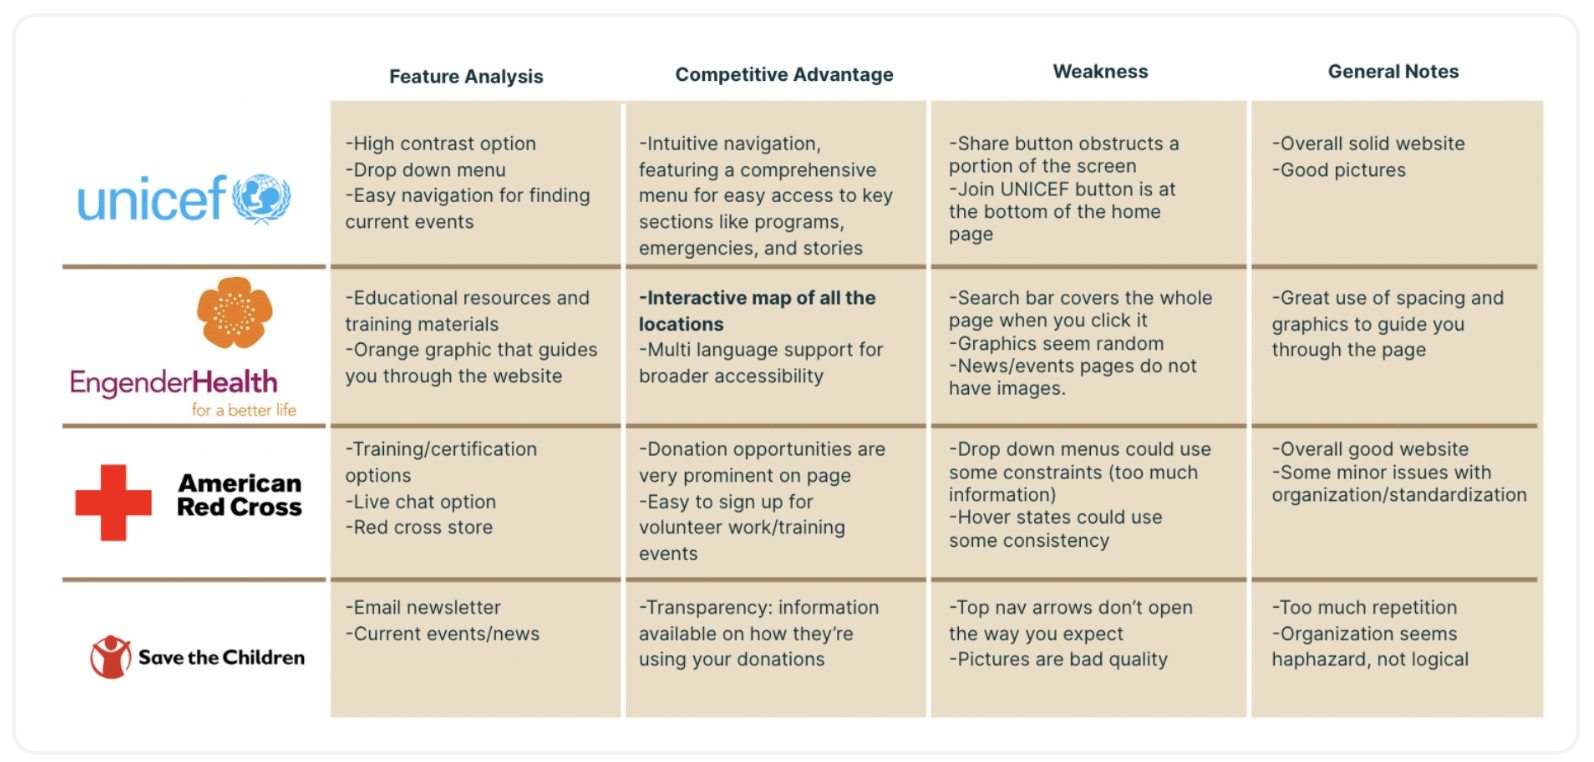 Feature Analysis
Competitive Advantage
Weakness
General Notes
unicef
-High contrast option
-Drop down menu
-Easy navigation for finding
current events
-Intuitive navigation,
featuring a comprehensive
menu for easy access to key
sections like programs,
emergencies, and stories
-Share button obstructs a
portion of the screen
-Join UNICEF button is at
the bottom of the home
page
-Overall solid website
-Good pictures
EngenderHealth
for a better life
-Educational resources and
training materials
-Orange graphic that guides
you through the website
-Interactive map of all the
locations
-Multi language support for
broader accessibility
-Search bar covers the whole
page when you click it
-Graphics seem random
-News/events pages do not
have images.
-Great use of spacing and
graphics to guide you
through the page
American
Red Cross
-Training/certification
options
-Live chat option
-Red cross store
-Donation opportunities are
very prominent on page
-Easy to sign up for
volunteer work/training
events
-Drop down menus could use
some constraints (too much
information)
-Hover states could use
some consistency
-Overall good website
-Some minor issues with
organization/standardization
Save the Children
-Email newsletter
-Current events/news
-Transparency: information
available on how they’re
using your donations
-Top nav arrows don’t open
the way you expect
-Pictures are bad quality
-Too much repetition
-Organization seems
haphazard, not logical